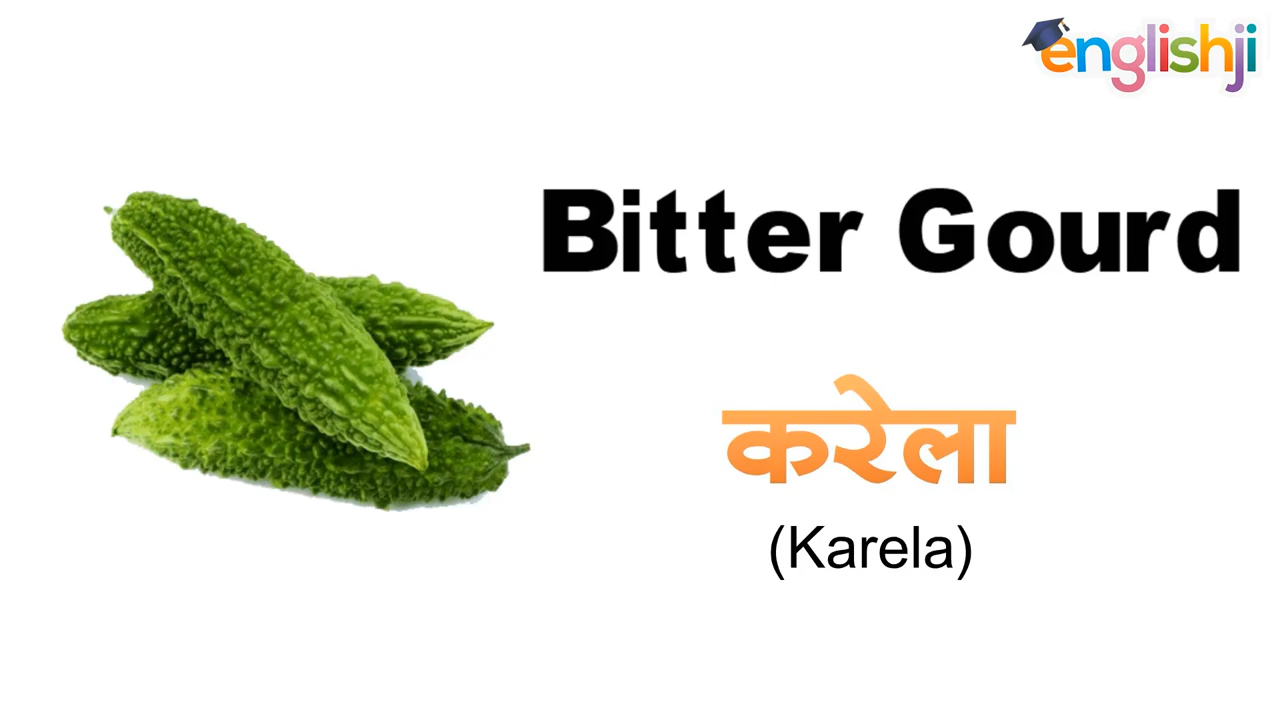 englishji
Bitter Gourd
करेला
(Karela)